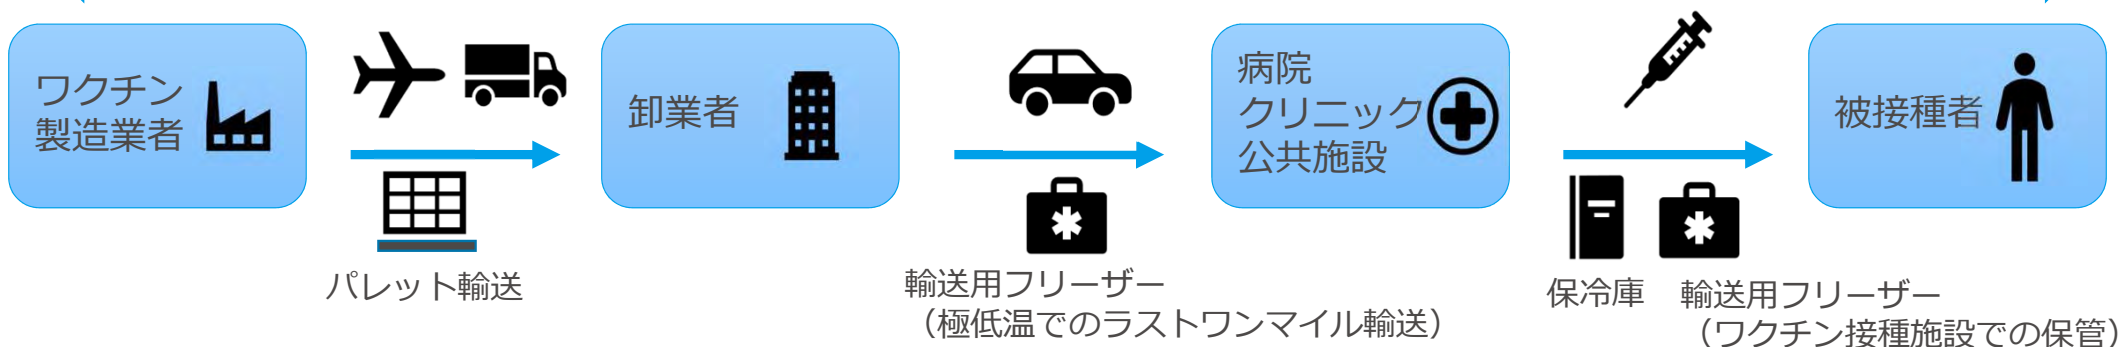 ワクチン
製造業者
パレット輸送
卸業者
輸送用フリーザー
（極低温でのラストワンマイル輸送）
病院
クリニック
公共施設
保冷庫
輸送用フリーザー
（ワクチン接種施設での保管）
被接種者